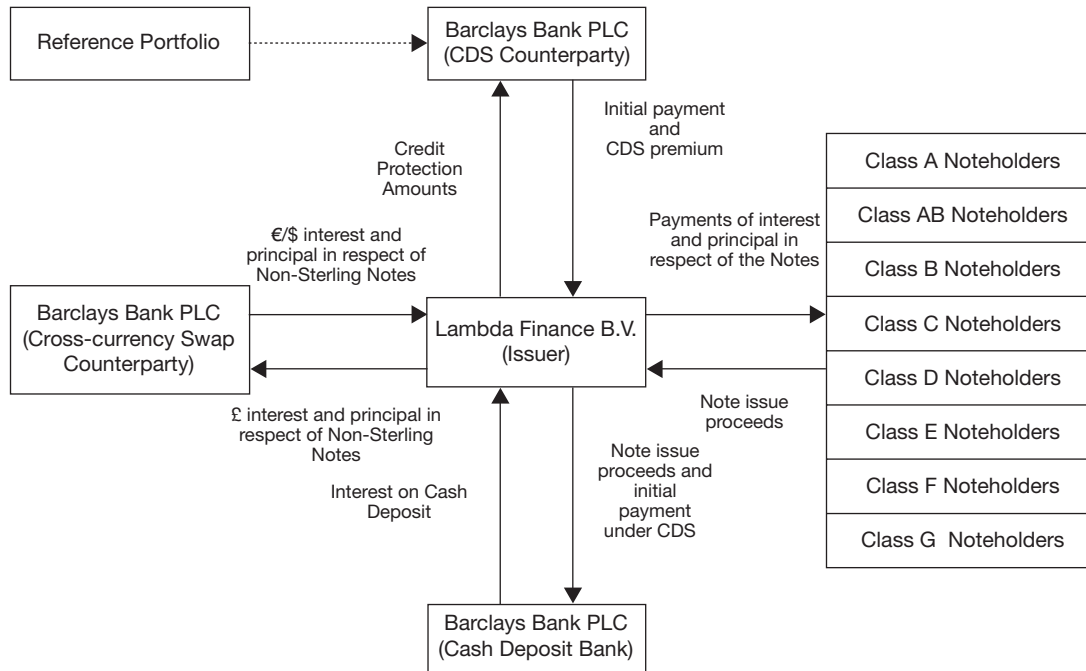 Reference Portfolio
Barclays Bank PLC
(CDS Counterparty)
Initial payment
and
CDS premium
Credit
Protection
Amounts
€/$ interest and
principal in respect of
Non-Sterling Notes
Payments of interest
and principal in
respect of the Notes
Class A Noteholders
Class AB Noteholders
Class B Noteholders
Class C Noteholders
Class D Noteholders
Class E Noteholders
Class F Noteholders
Class G Noteholders
Barclays Bank PLC
(Cross-currency Swap
Counterparty)
Lambda Finance B.V.
(Issuer)
£ interest and principal in
respect of Non-Sterling
Notes
Note issue
proceeds
Interest on Cash
Deposit
Note issue
proceeds and
initial
payment
under CDS
Barclays Bank PLC
(Cash Deposit Bank)